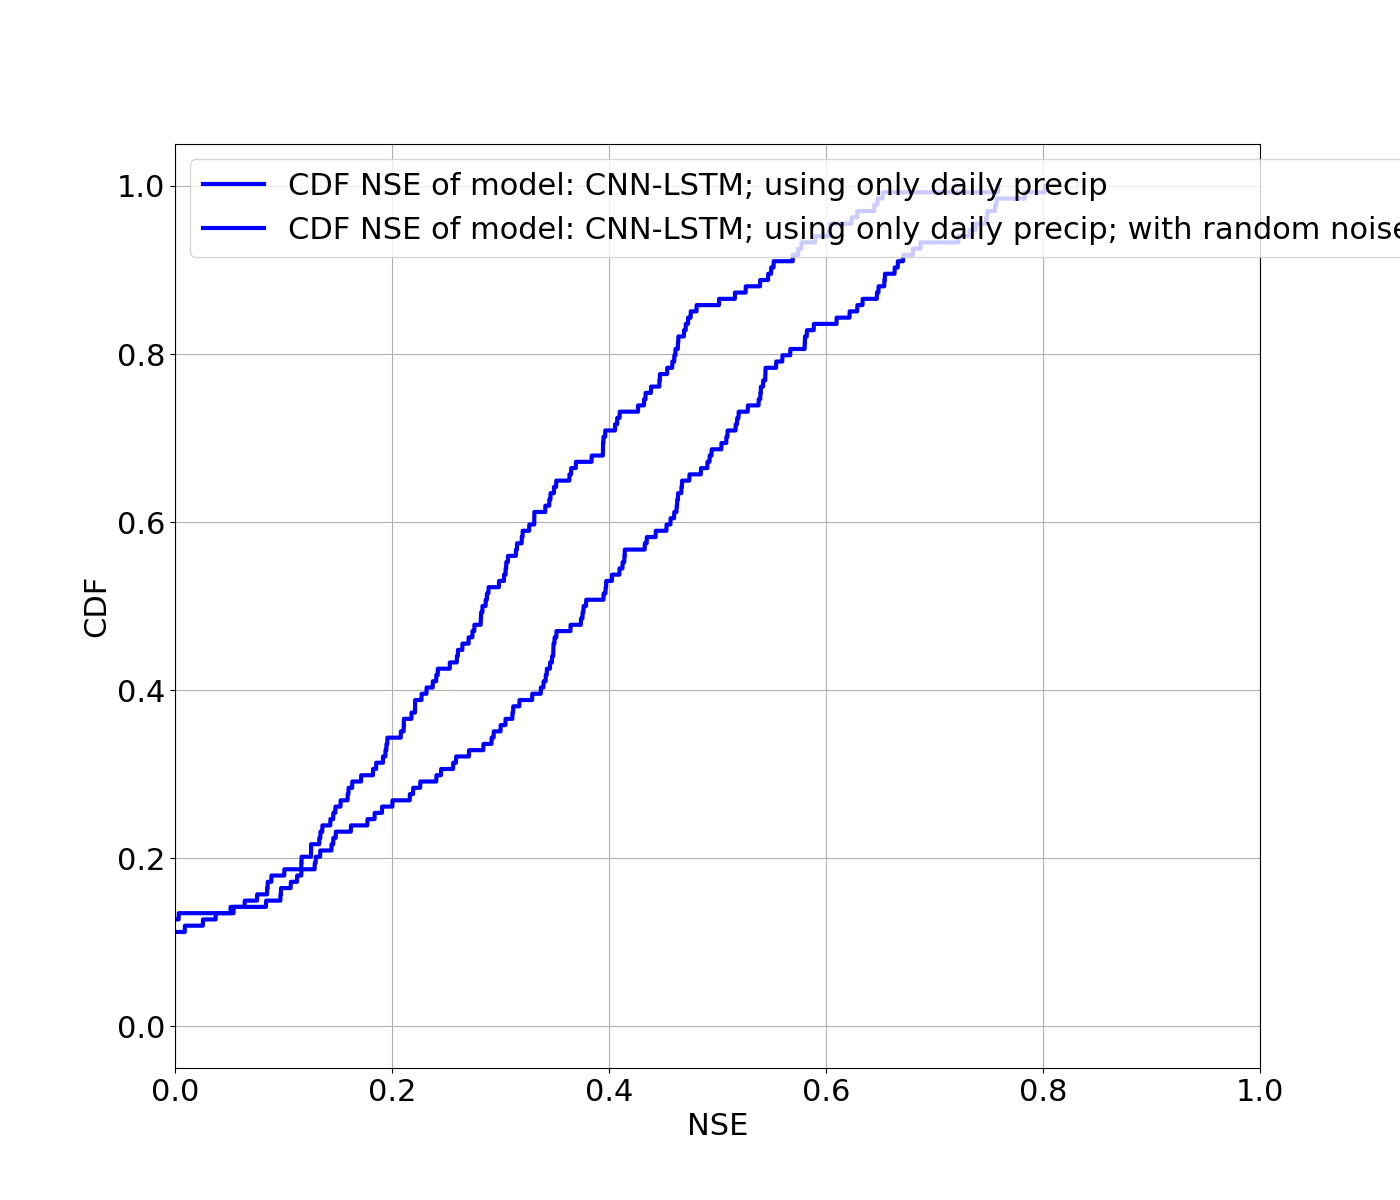 CDF NSE of model: CNN-LSTM; using only daily precip
CDF NSE of model: CNN-LSTM; using only daily precip; with random noise
1.0
0.8
0.6
0.4
0.2
0.0
CDF
0.0 0.2 0.4 0.6 0.8 1.0
NSE